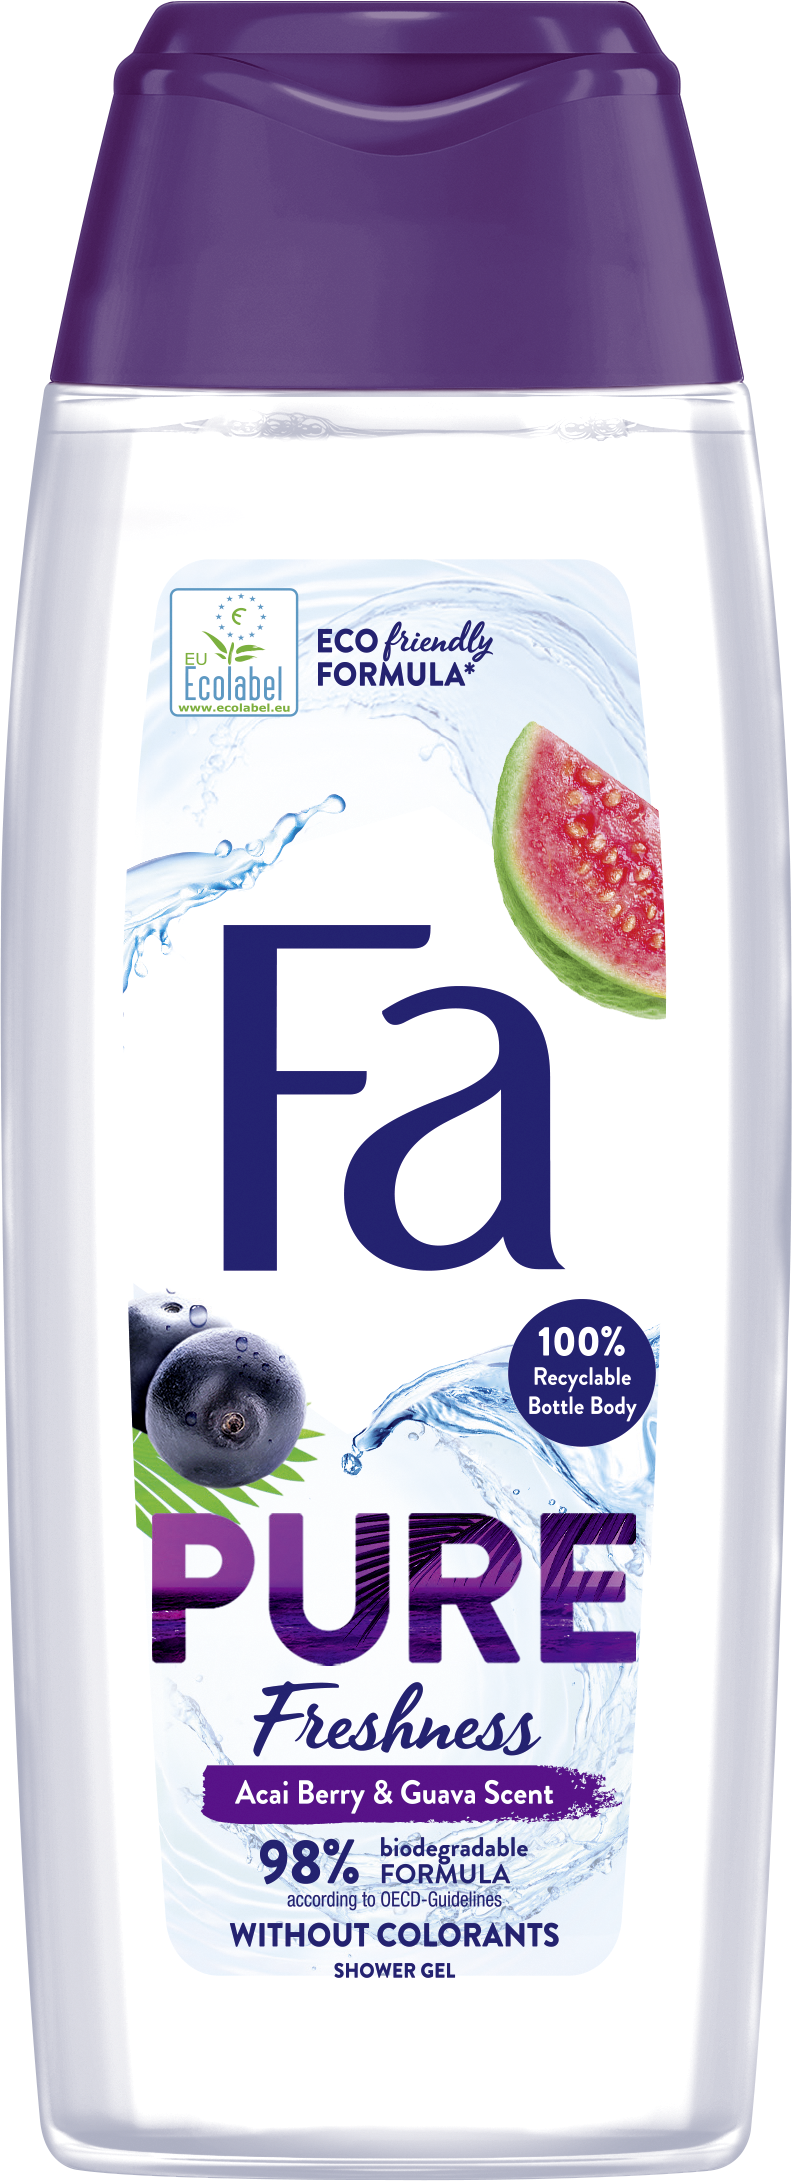 EU
Ecolabel
www.ecolabel.eu
ECO friendly
FORMULA*
Fa
100%
Recyclable
Bottle Body
PURE
Freshness
Acai Berry & Guava Scent
98% biodegradable
FORMULA
according to OECD-Guidelines
WITHOUT COLORANTS
SHOWER GEL